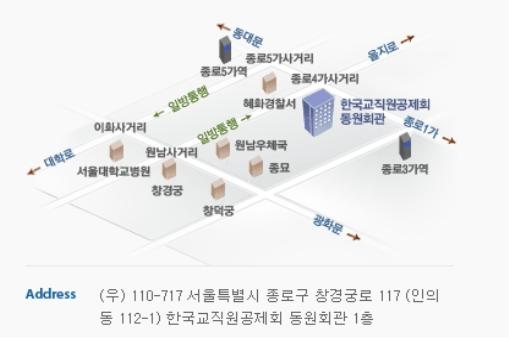 동대문
종로5가사거리
을지로
종로5가역
종로4가사거리
일방통행
혜화경찰서
한국교직원공제회
동원회관
이화사거리
일방통행
종로1가
대학로
원남사거리
원남우체국
서울대학교병원
종묘
종로3가역
창경궁
창덕궁
광화문
Address (우) 110-717 서울특별시 종로구 창경궁로 117 (인의
동 112-1) 한국교직원공제회 동원회관 1층